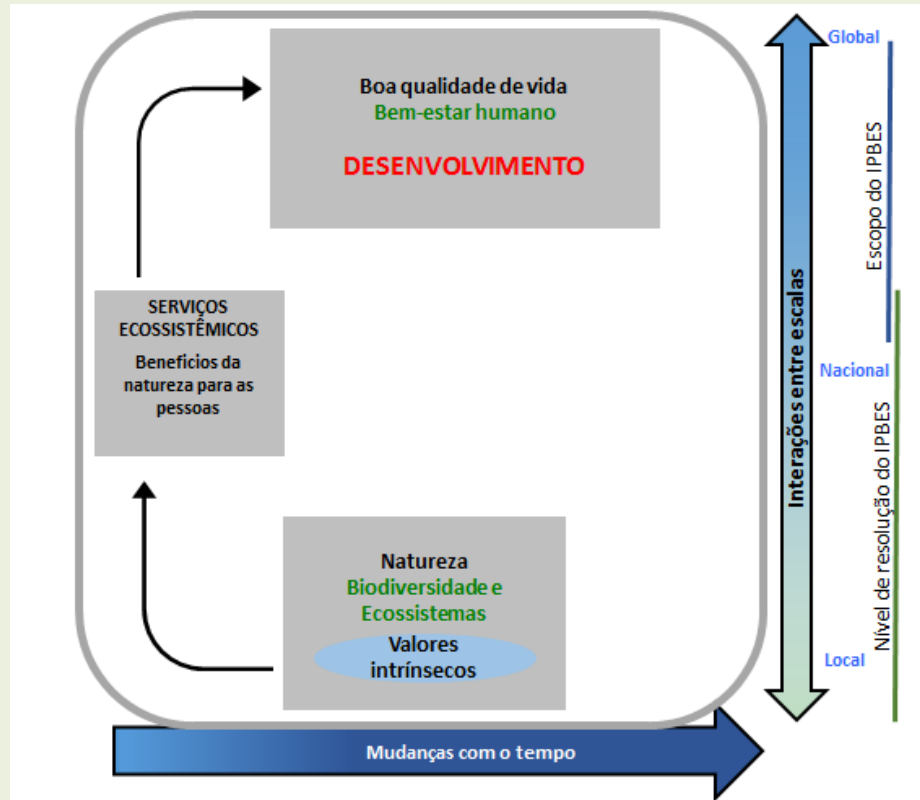 Boa qualidade de vida
Bem-estar humano
DESENVOLVIMENTO
SERVIÇOS
ECOSSISTÊMICOS
Beneficios da
natureza para as
pessoas
Natureza
Biodiversidade e
Ecossistemas
Valores
intrínsecos
Mudanças com o tempo
Interações entre escalas
Global
Nacional
Local
Escopo do IPBES
Nível de resolução do IPBES